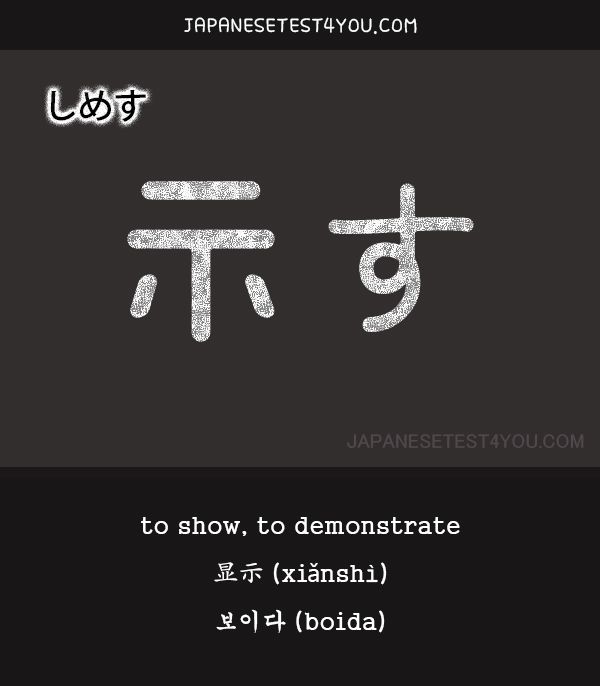 JAPANESETEST4YOU.COM
しめす
示す
JAPANESETEST4YOU.COM
to show, to demonstrate
显示 (xiǎnshì)
보이다 (boida)